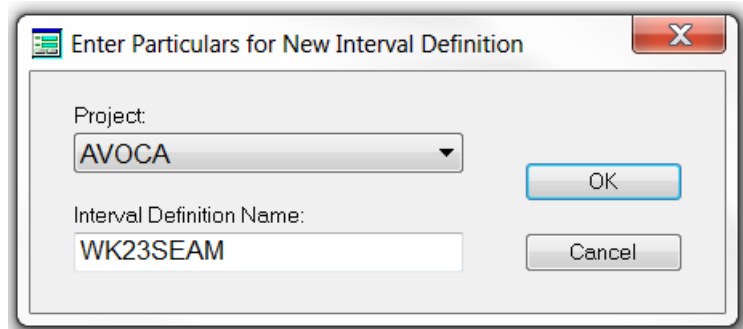 Enter Particulars for New Interval Definition
Project:
AVOCA
OK
Interval Definition Name:
WK23SEAM
Cancel